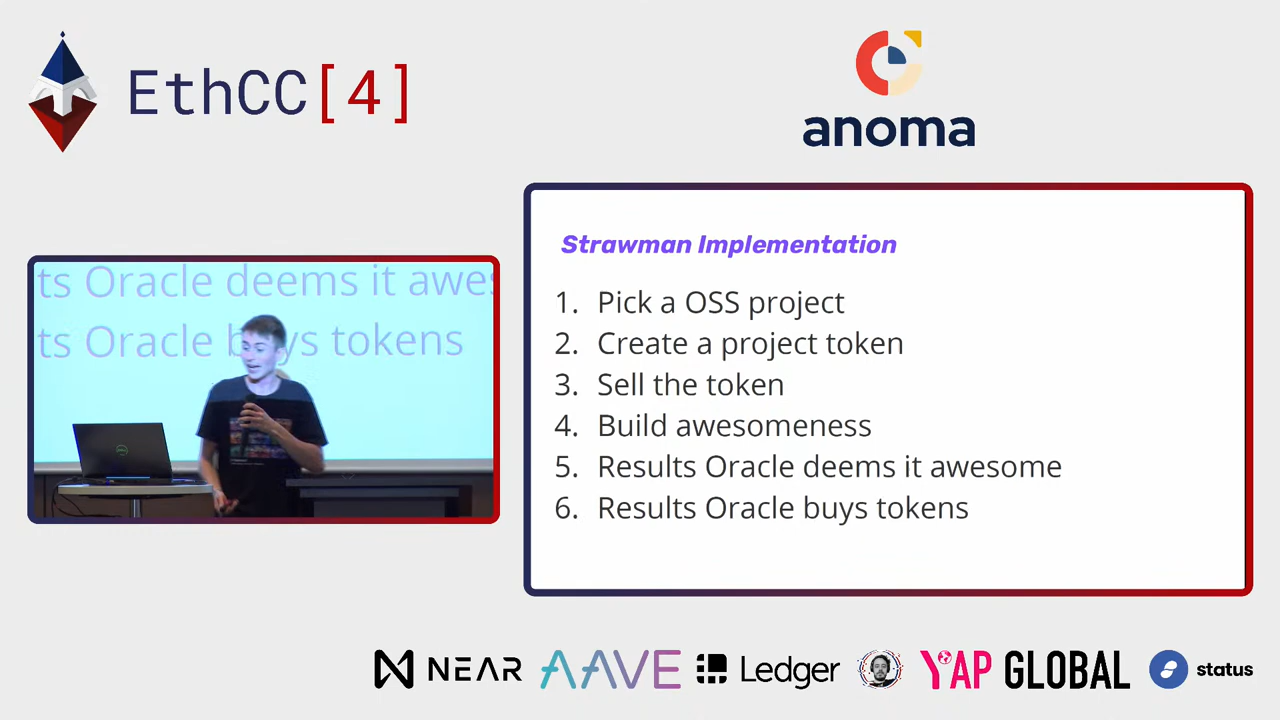 EthCC[4]
anoma
ts Oracle deems it awes
ts Oracle buys tokens
Strawman Implementation
1. Pick a OSS project
2. Create a project token
3. Sell the token
4. Build awesomeness
5. Results Oracle deems it awesome
6. Results Oracle buys tokens
NEAR
AAVE
Ledger
YAP GLOBAL
status